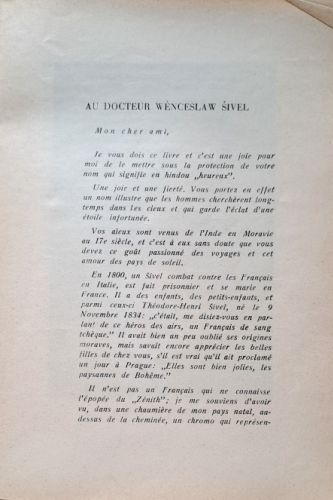 AU DOCTEUR WENCESLAW ŠIVEL
Mon cher ami,
Je vous dois ce livre et c'est une joie pour
moi de le mettre sous la protection de votre
nom qui signifie en hindou „heureux".
Une joie et une fierté. Vous portez en effet
un nom illustre que les hommes cherchèrent long-
temps dans les cieux et qui garde l'éclat d'une
étoile infortunée.
Vos aïeux sont venus de l'Inde en Moravie
au 17e siècle, et c'est à eux sans doute que vous
devez ce goût passionné des voyages et cet
amour des pays de soleil.
En 1800, un Sivel combat contre les Français
en Italie, est fait prisonnier et se marie en
France. Il a des enfants, des petits-enfants, et
parmi ceux-ci Théodore-Henri Sivel, né le 9
Novembre 1834: „c'était, me disiez-vous en par-
lant de ce héros des airs, un Français de sang
tchèque." Il avait un peu oublié ses origines
moraves, mais savait encore apprécier les belles
filles de chez vous, s'il est vrai qu'il ait proclamé
un jour à Prague: „Elles sont bien jolies, les
paysannes de Bohême."
Il n'est pas un Français qui ne connaisse
l'épopée du „Zénith"; je me souviens d'avoir
vu, dans une chaumière de mon pays natal, au-
dessus de la cheminée, un chromo qui représen-